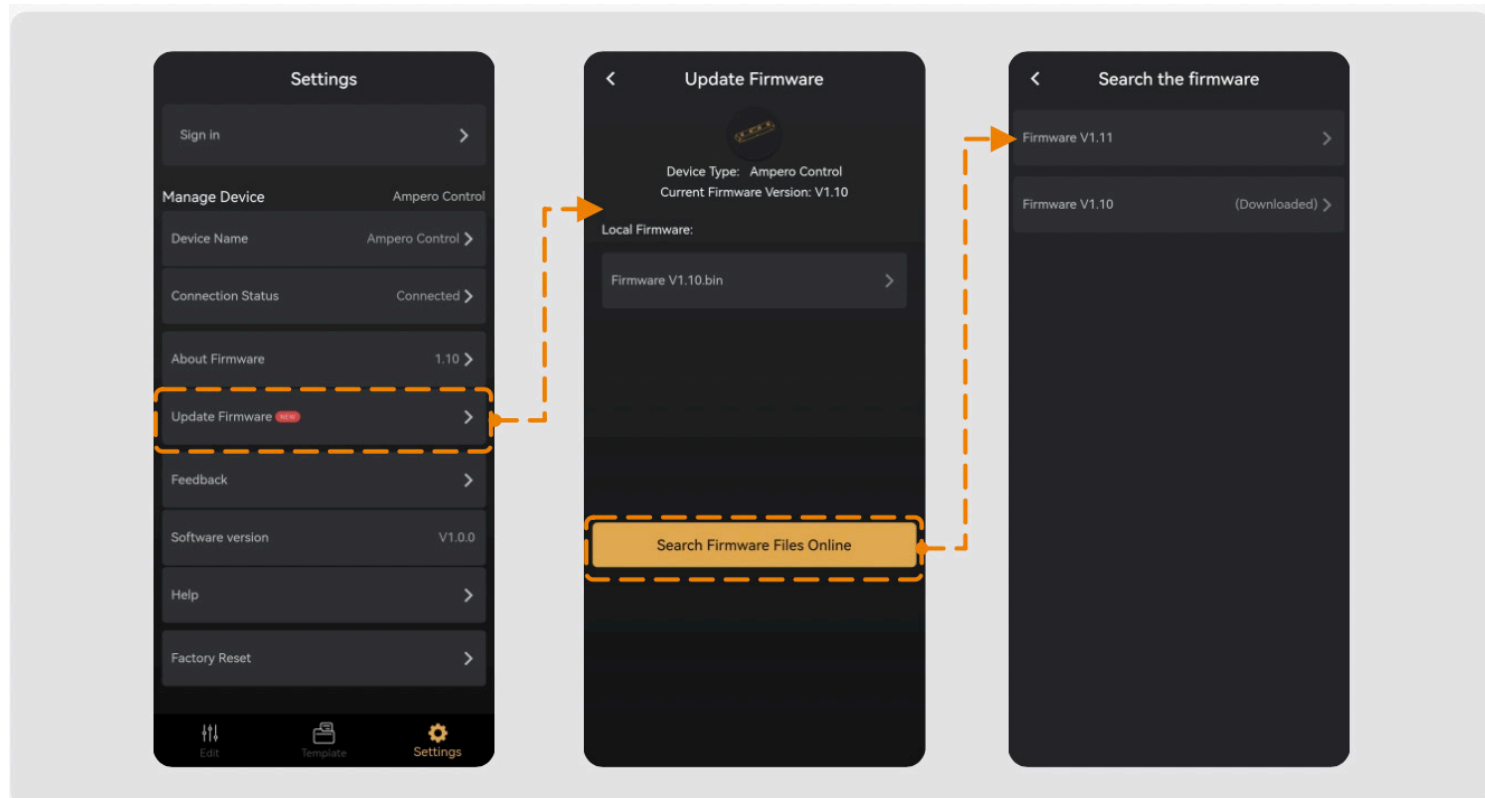 Settings
Sign in
Manage Device Ampero Control
Device Name Ampero Control
Connection Status Connected
About Firmware 1.10
Update Firmware NEW
Feedback
Software version V1.0.0
Help
Factory Reset
Edit Template Settings
Update Firmware
Device Type: Ampero Control
Current Firmware Version: V1.10
Local Firmware:
Firmware V1.10.bin
Search Firmware Files Online
Search the firmware
Firmware V1.11
Firmware V1.10 (Downloaded)